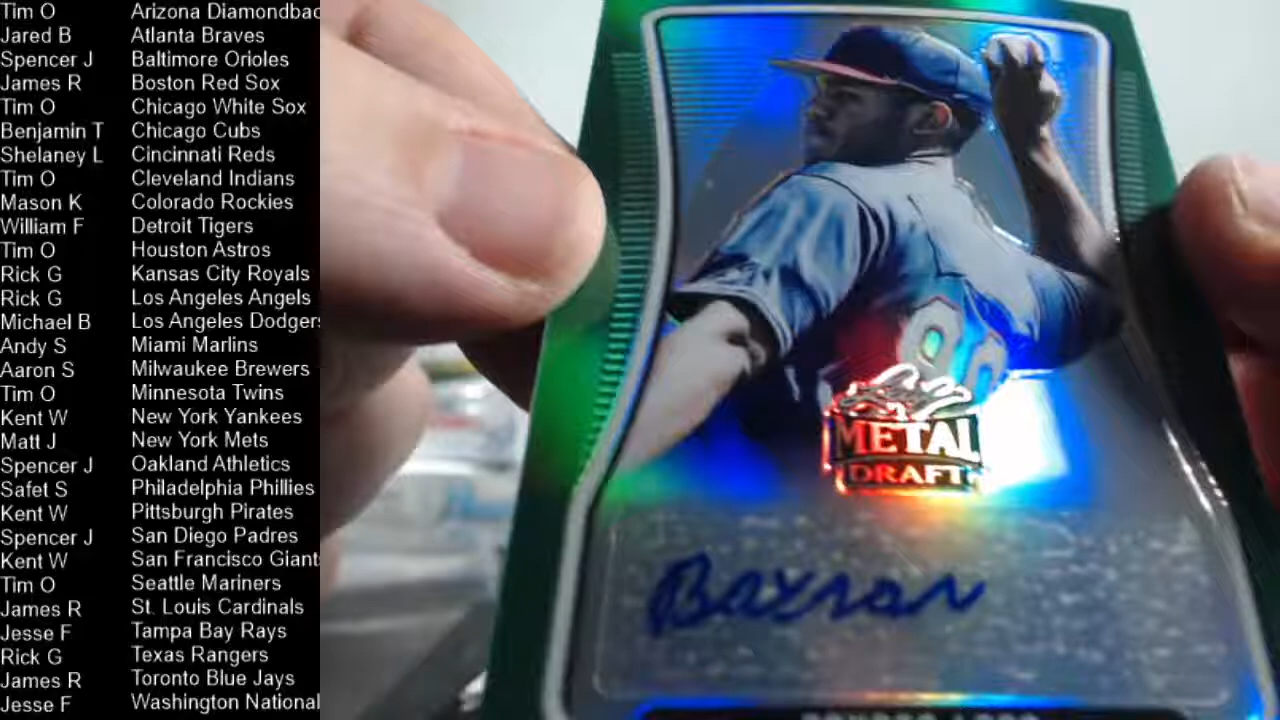 Tim O Arizona Diamondbac
Jared B Atlanta Braves
Spencer J Baltimore Orioles
James R Boston Red Sox
Tim O Chicago White Sox
Benjamin T Chicago Cubs
Shelaney L Cincinnati Reds
Tim O Cleveland Indians
Mason K Colorado Rockies
William F Detroit Tigers
Tim O Houston Astros
Rick G Kansas City Royals
Rick G Los Angeles Angels
Michael B Los Angeles Dodgers
Andy S Miami Marlins
Aaron S Milwaukee Brewers
Tim O Minnesota Twins
Kent W New York Yankees
Matt J New York Mets
Spencer J Oakland Athletics
Safet S Philadelphia Phillies
Kent W Pittsburgh Pirates
Spencer J San Diego Padres
Kent W San Francisco Giants
Tim O Seattle Mariners
James R St. Louis Cardinals
Jesse F Tampa Bay Rays
Rick G Texas Rangers
James R Toronto Blue Jays
Jesse F Washington National
Leaf
METAL
DRAFT
Bayron